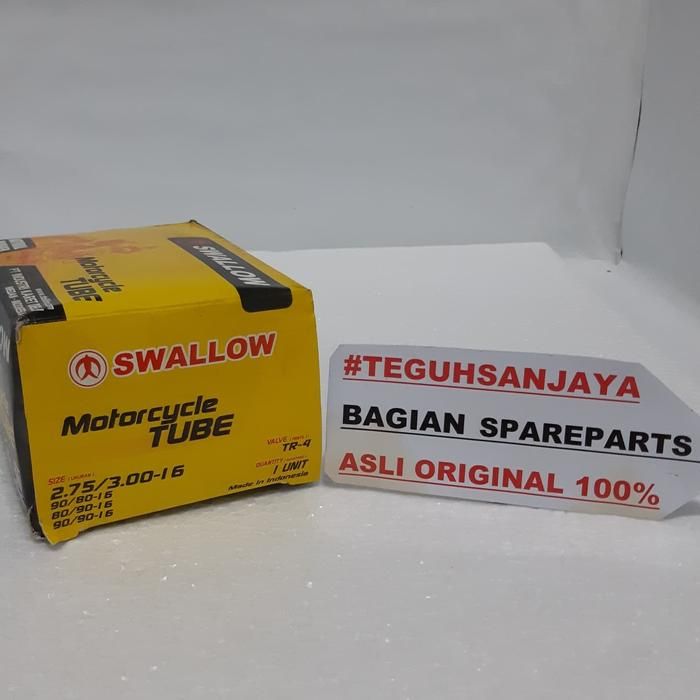 SWALLOW
Motorcycle
TUBE
SWALLOW
Motorcycle
TUBE
VALVE
TR-4
SIZE
2.75/3.00-16
90/80-16
80/90-16
90/90-16
QUANTITY
1 UNIT
Made in Indonesia
#TEGUHSANJAYA
BAGIAN SPAREPARTS
ASLI ORIGINAL 100%